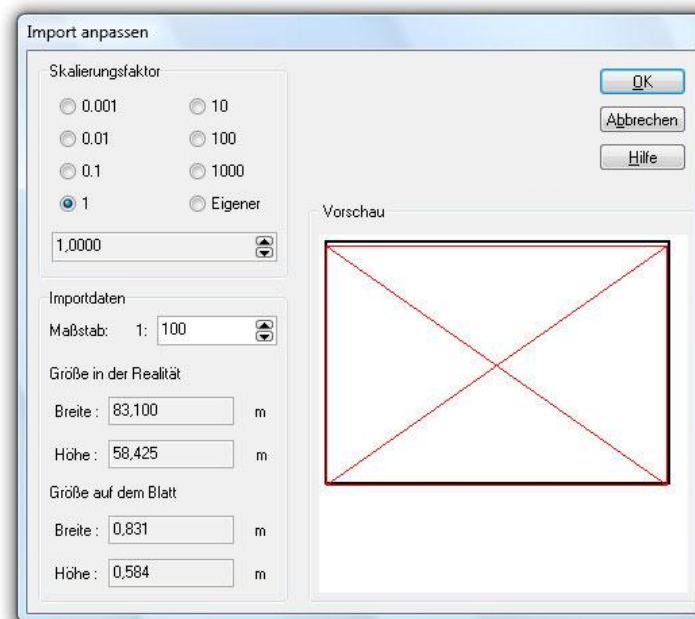 Import anpassen
Skalierungsfaktor
0.001
10
0.01
100
0.1
1000
1
Eigener
1,0000
OK
Abbrechen
Hilfe
Vorschau
Importdaten
Maßstab: 1: 100
Größe in der Realität
Breite : 83,100 m
Höhe : 58,425 m
Größe auf dem Blatt
Breite : 0,831 m
Höhe : 0,584 m